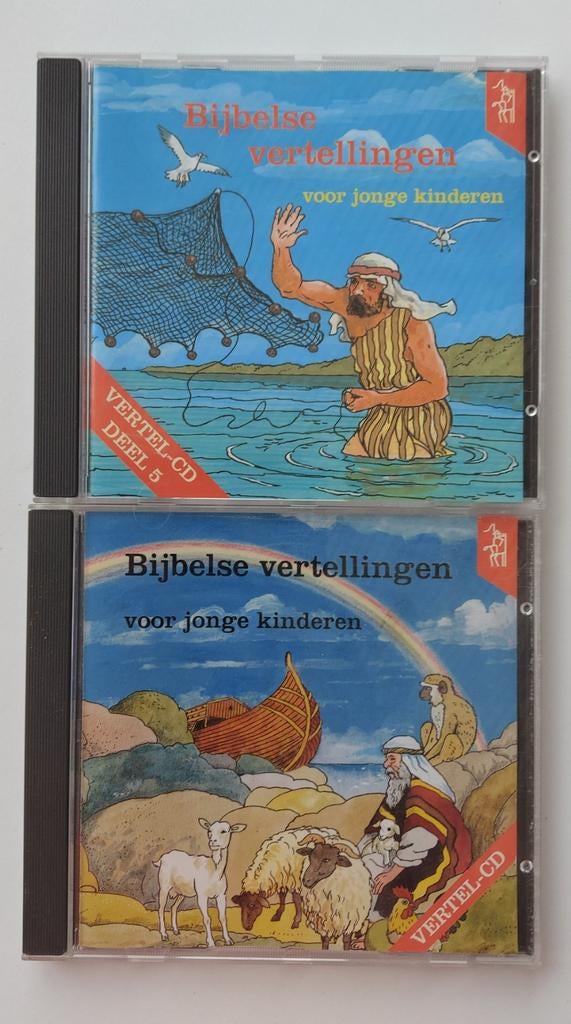 Bijbelse
vertellingen
voor jonge kinderen
VERTEL-CD
DEEL 5
Bijbelse vertellingen
voor jonge kinderen
VERTEL-CD